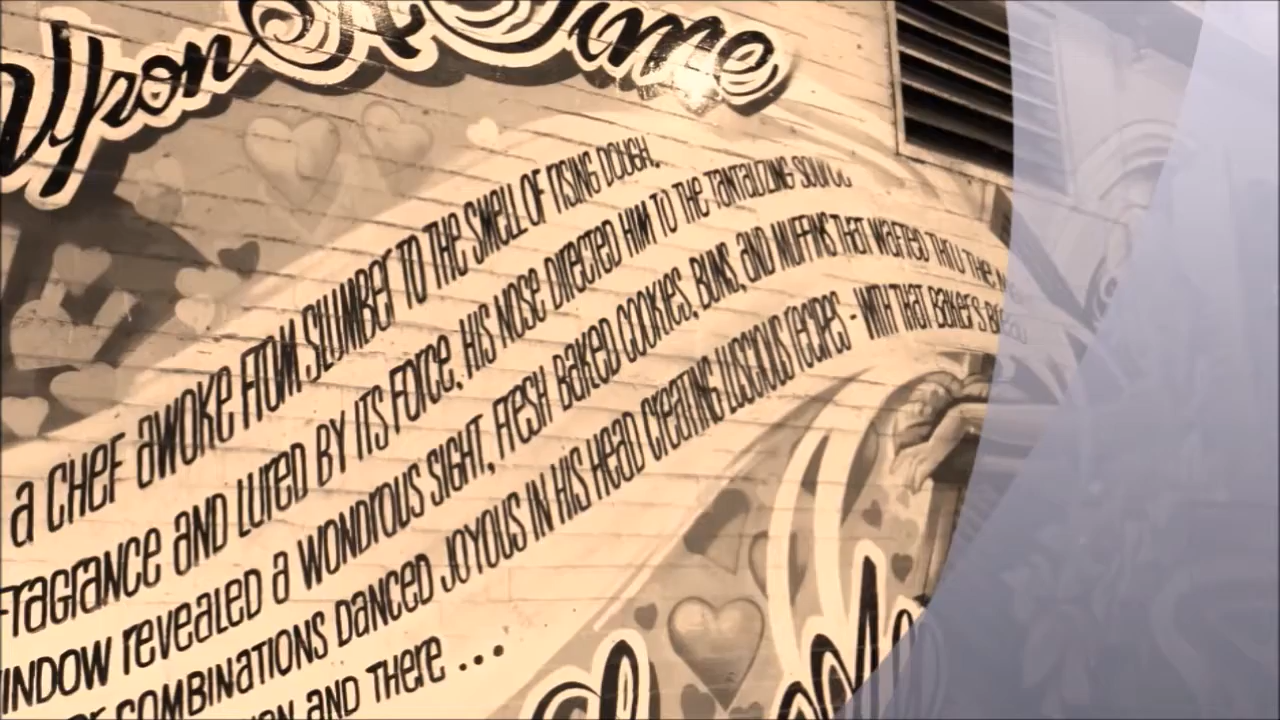 Upon A Time
a CHEF aWOKE FrOM SLUMBEr TO THE SMELL OF rISING DOUGH,
FraGraNCE aND LUrED BY ITS FOrCE, HIS NOSE DIrECTED HIM TO THE TaNTaLIZING SOUrCE
INDOW rEVEaLED a WONDrOUS SIGHT, FrESH BaKED COOKIES, BUNS, aND MUFFINS THaT WaFTED THrU THE
COMBINaTIONS DaNCED JOYOUS IN HIS HEaD CrEaTING LUSCIOUS rECIPES - WITH THaT BaKEr'S BrEaU
aND THErE ...